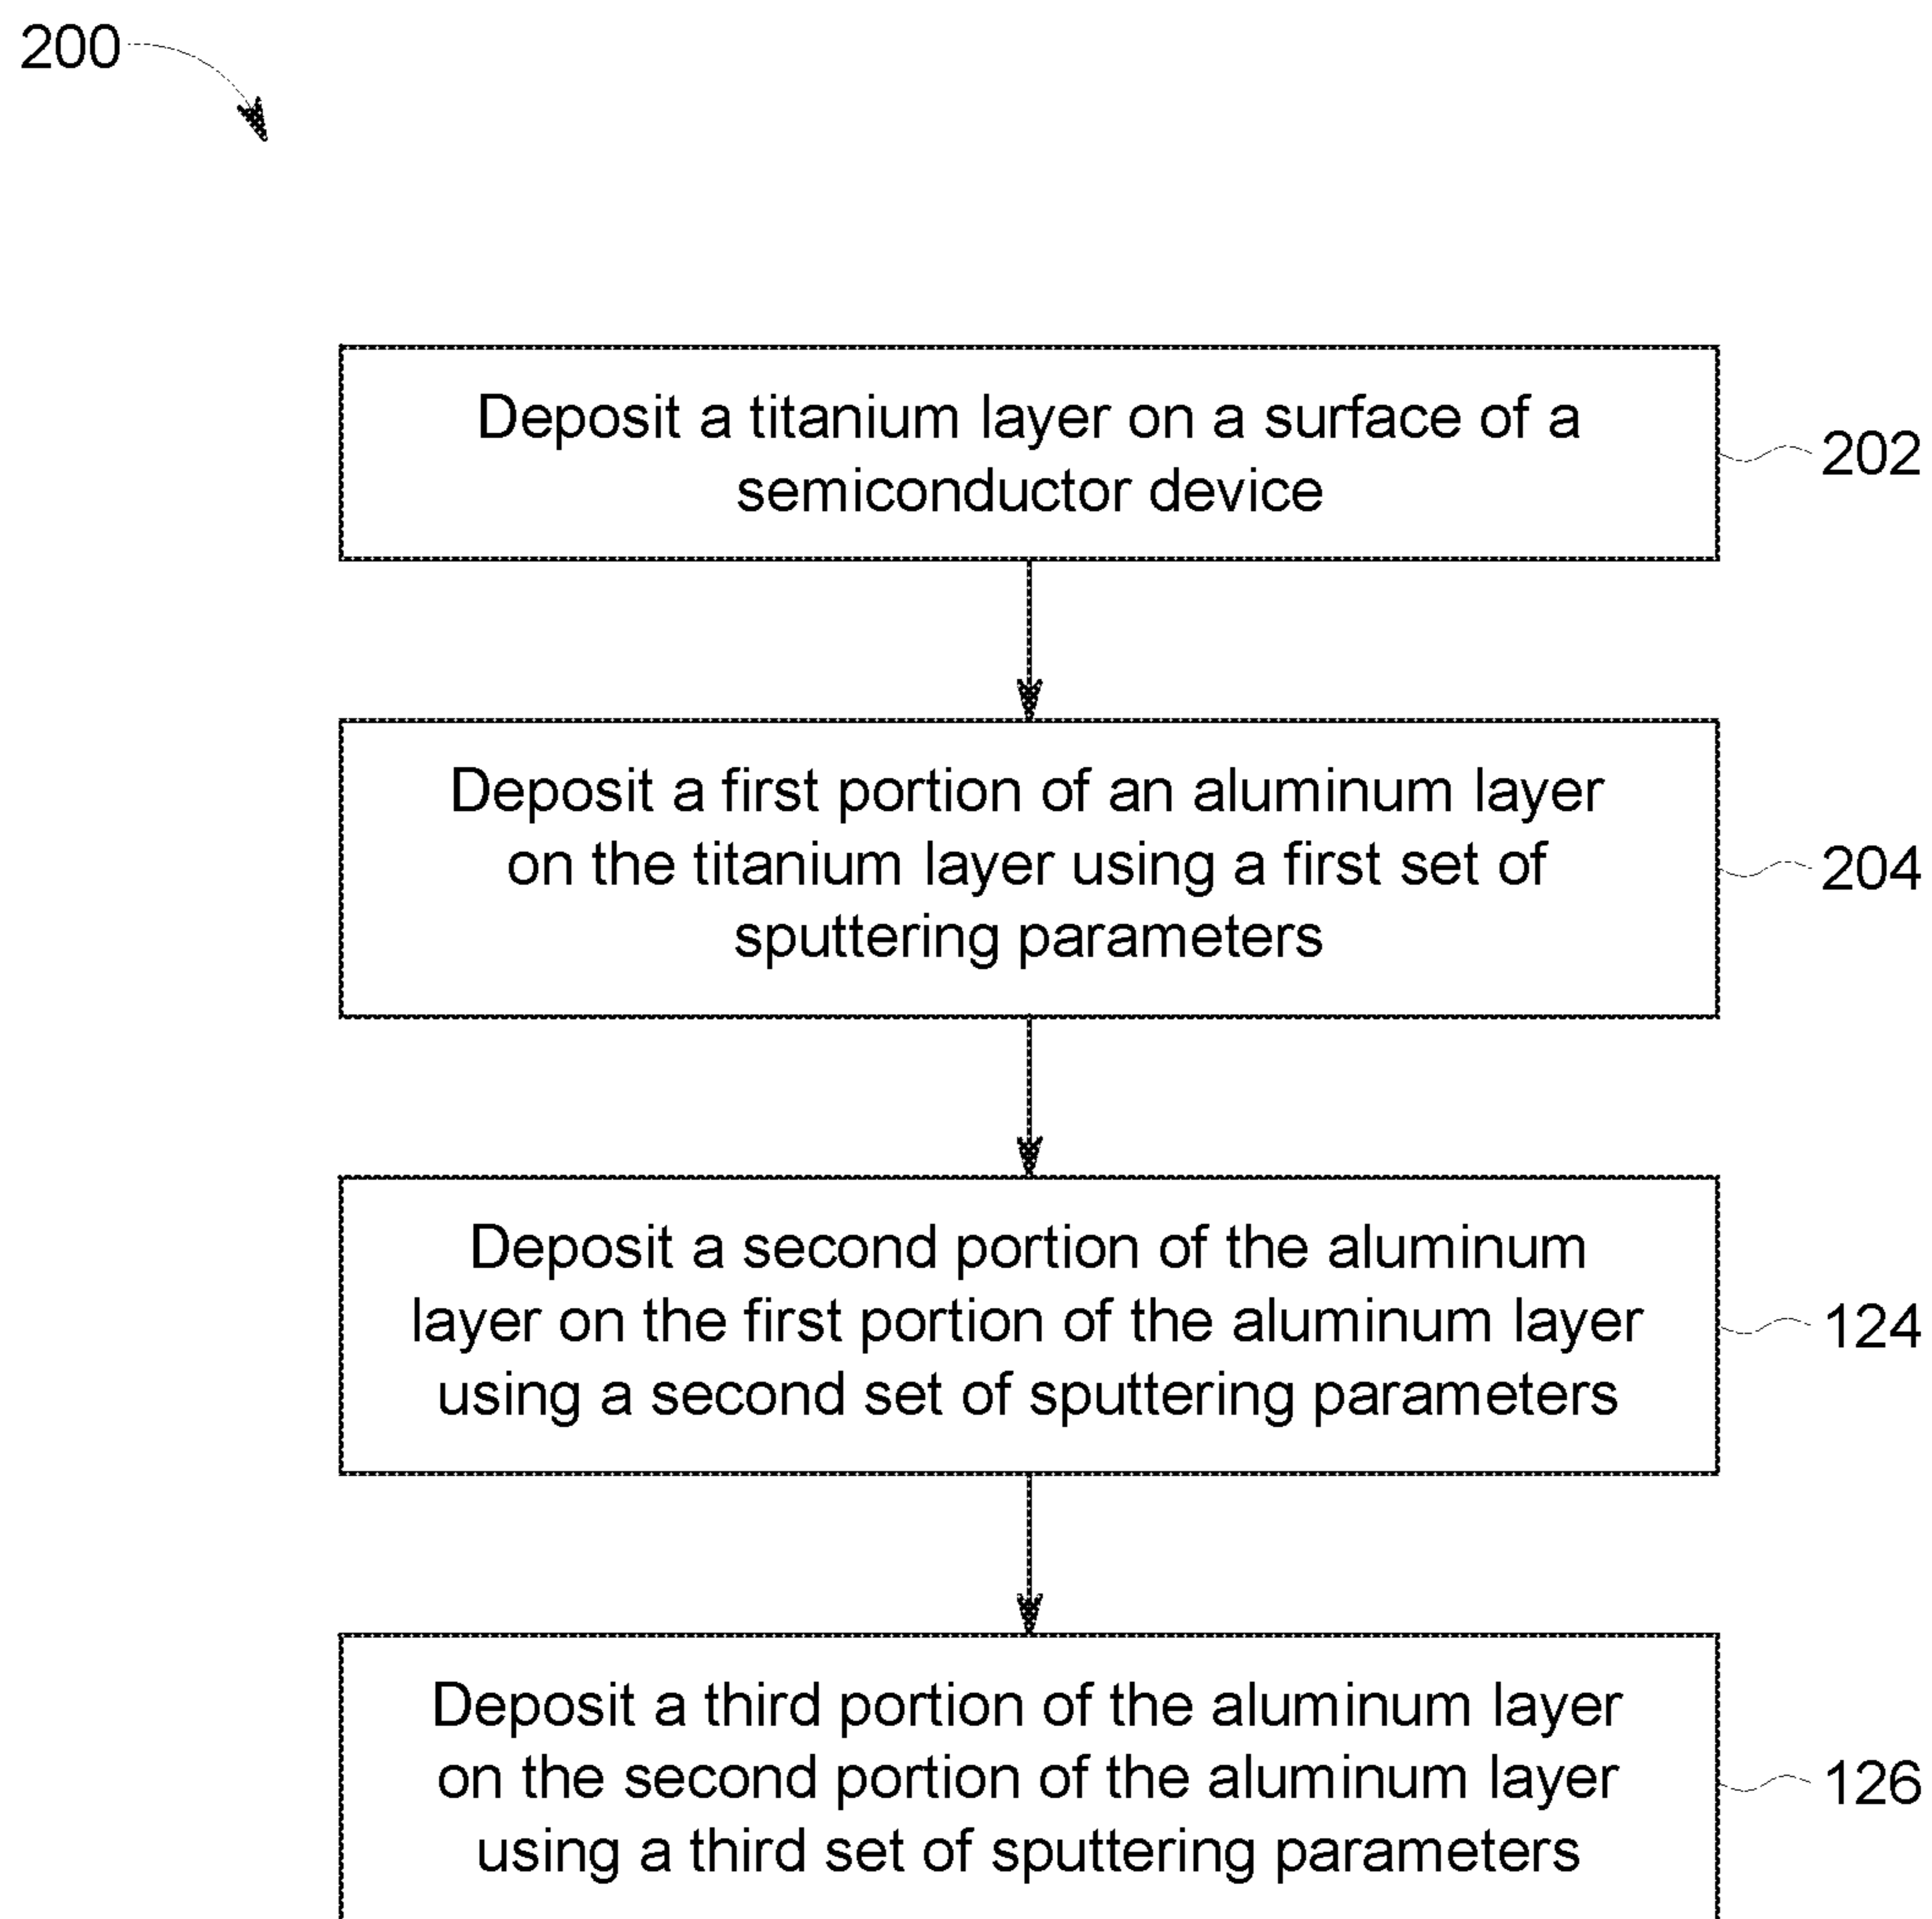 200
Deposit a titanium layer on a surface of a
semiconductor device
202
Deposit a first portion of an aluminum layer
on the titanium layer using a first set of
sputtering parameters
204
Deposit a second portion of the aluminum
layer on the first portion of the aluminum layer
using a second set of sputtering parameters
124
Deposit a third portion of the aluminum layer
on the second portion of the aluminum layer
using a third set of sputtering parameters
126